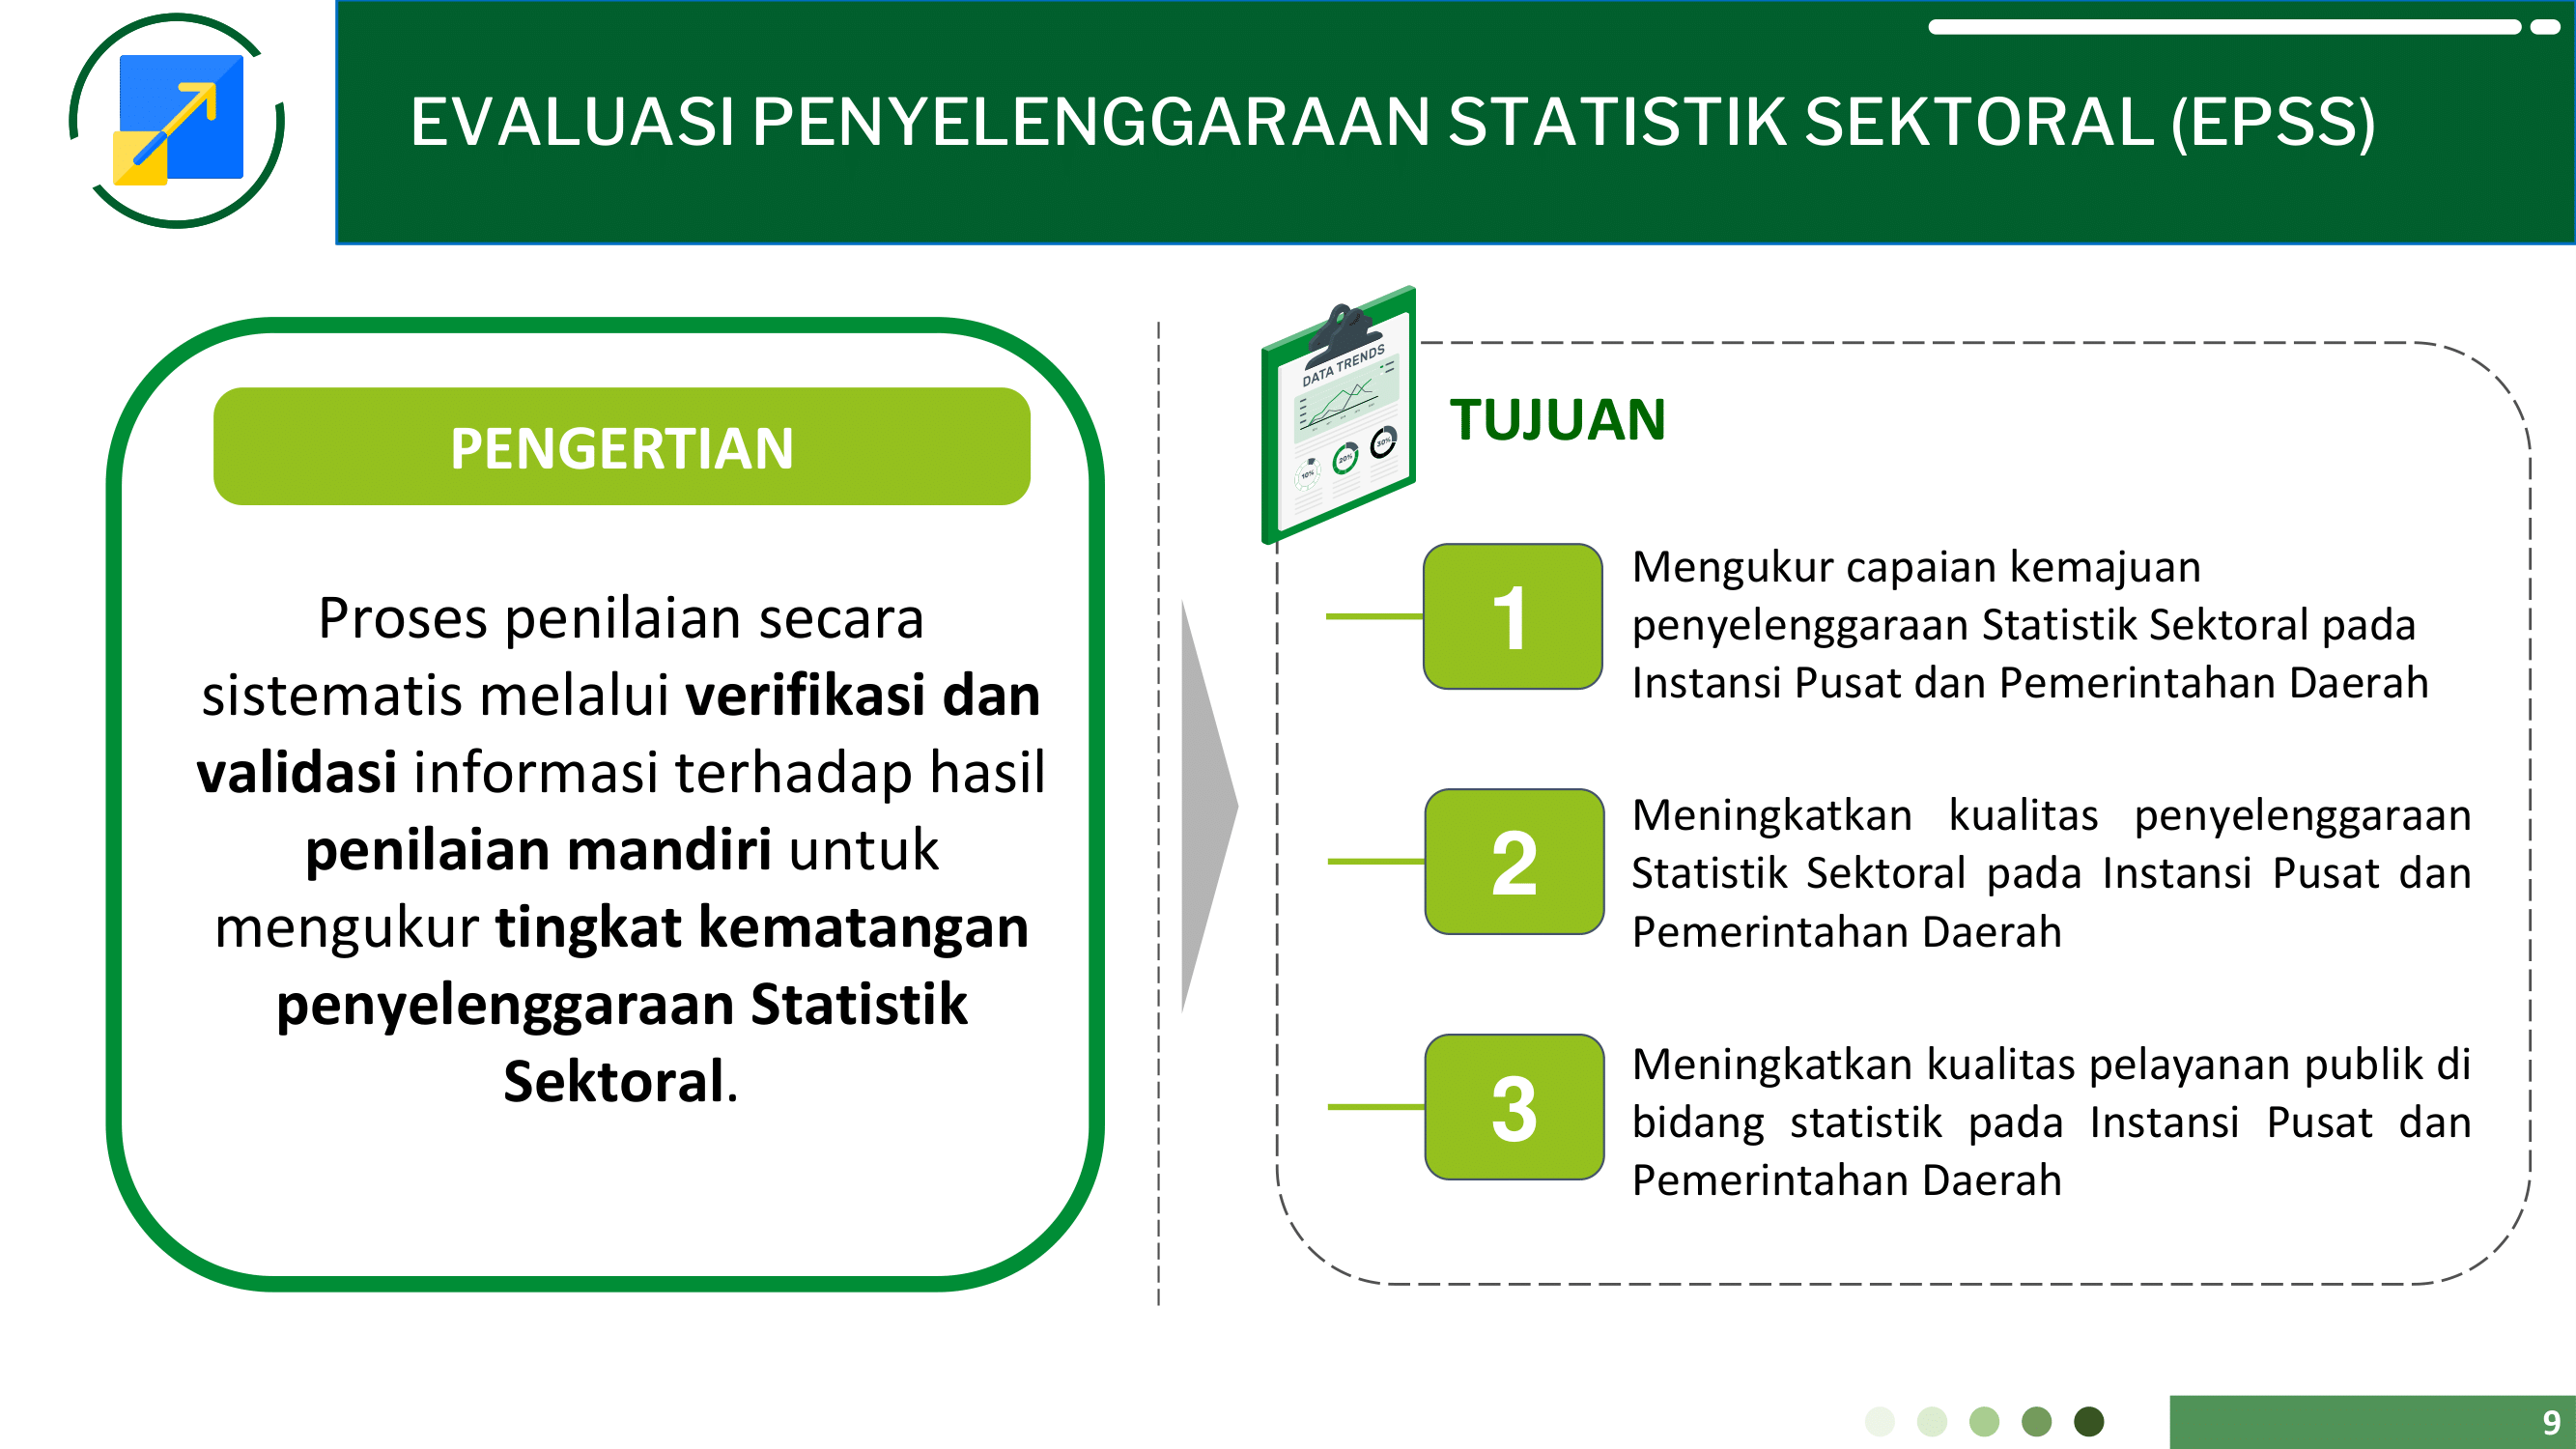 EVALUASI PENYELENGGARAAN STATISTIK SEKTORAL (EPSS)
PENGERTIAN
Proses penilaian secara
sistematis melalui verifikasi dan
validasi informasi terhadap hasil
penilaian mandiri untuk
mengukur tingkat kematangan
penyelenggaraan Statistik
Sektoral.
DATA TRENDS
10%
20%
30%
TUJUAN
1
Mengukur capaian kemajuan
penyelenggaraan Statistik Sektoral pada
Instansi Pusat dan Pemerintahan Daerah
2
Meningkatkan kualitas penyelenggaraan
Statistik Sektoral pada Instansi Pusat dan
Pemerintahan Daerah
3
Meningkatkan kualitas pelayanan publik di
bidang statistik pada Instansi Pusat dan
Pemerintahan Daerah
9